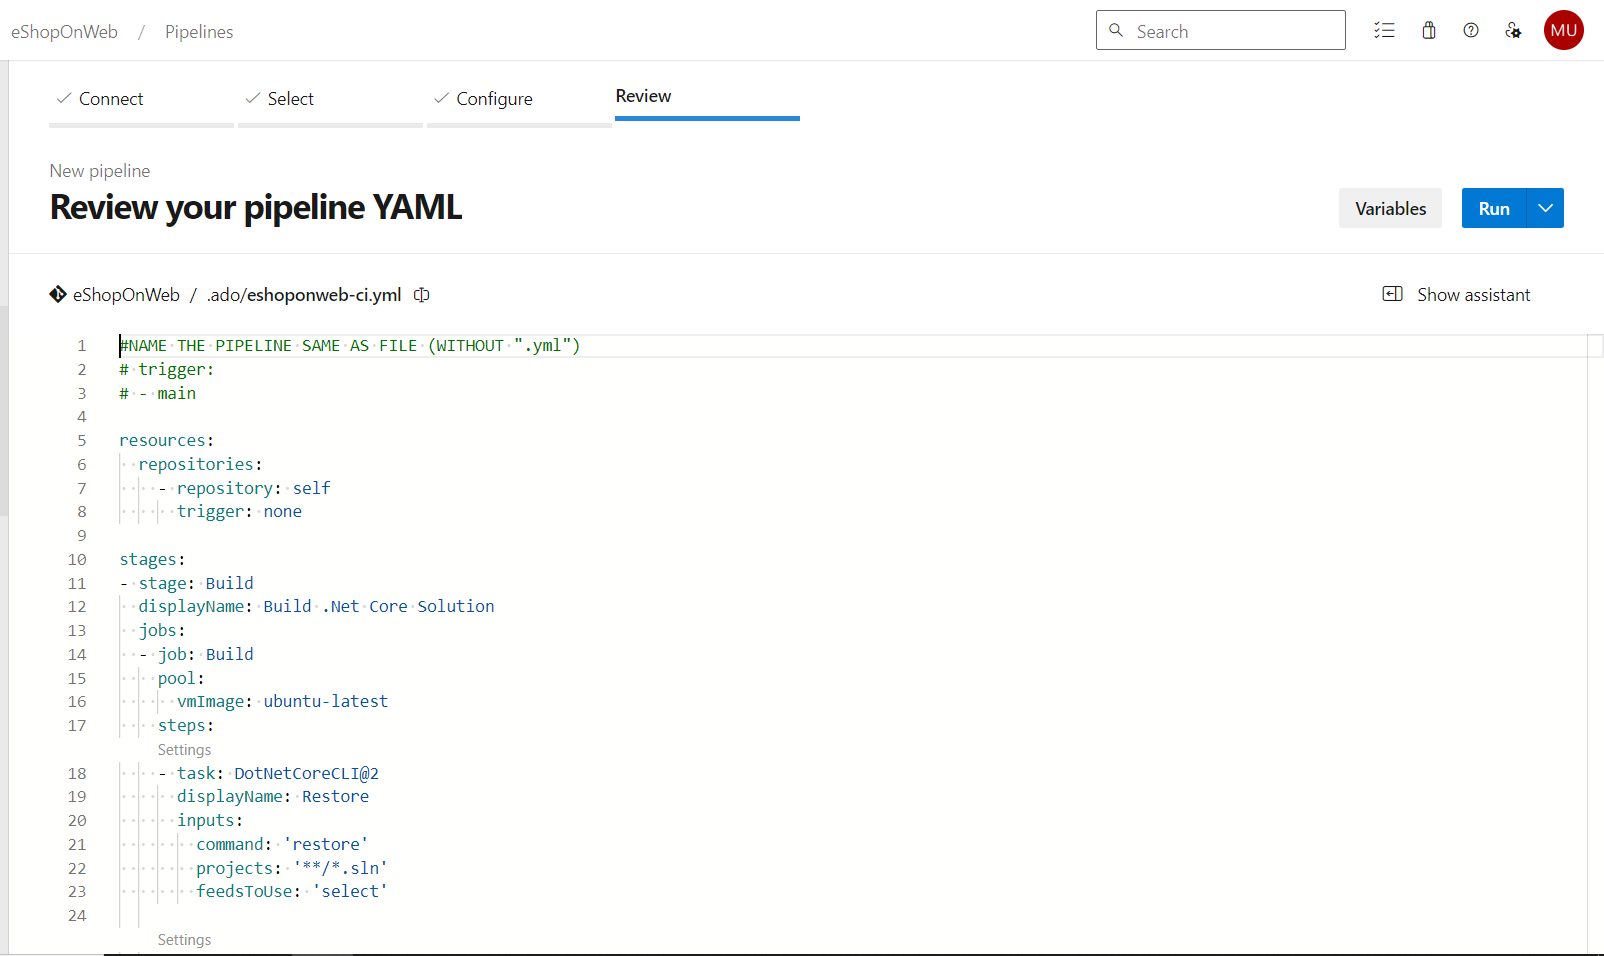 eShopOnWeb / Pipelines
Search
MU
Connect
Select
Configure
Review
New pipeline
Review your pipeline YAML
Variables
Run
eShopOnWeb / .ado/eshoponweb-ci.yml
Show assistant
1 #NAME THE PIPELINE SAME AS FILE (WITHOUT ".yml")
2 # trigger:
3 # - main
4
5 resources:
6   repositories:
7     - repository: self
8       trigger: none
9
10 stages:
11 - stage: Build
12   displayName: Build .Net Core Solution
13   jobs:
14   - job: Build
15     pool:
16       vmImage: ubuntu-latest
17     steps:
Settings
18     - task: DotNetCoreCLI@2
19       displayName: Restore
20       inputs:
21         command: 'restore'
22         projects: '**/*.sln'
23         feedsToUse: 'select'
24
Settings